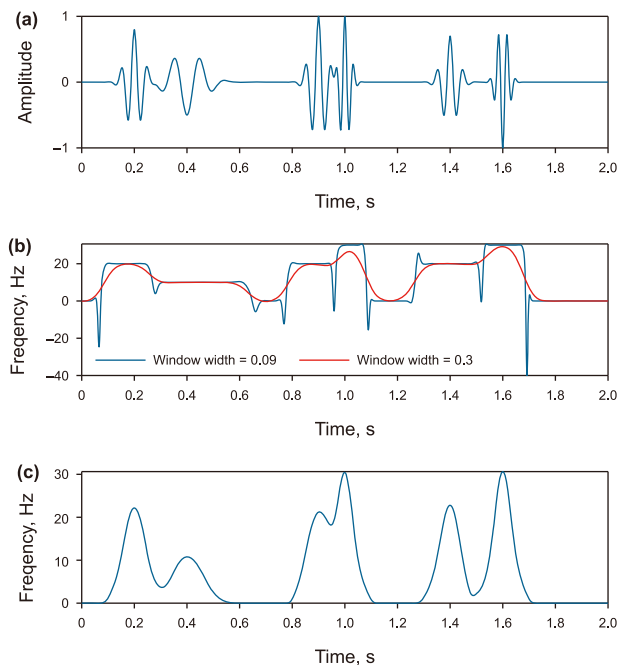 (a)
Amplitude
1
0
–1
0 0.2 0.4 0.6 0.8 1.0 1.2 1.4 1.6 1.8 2.0
Time, s
(b)
Freqency, Hz
20
0
–20
–40
Window width = 0.09 Window width = 0.3
0 0.2 0.4 0.6 0.8 1.0 1.2 1.4 1.6 1.8 2.0
Time, s
(c)
Freqency, Hz
30
20
10
0
0 0.2 0.4 0.6 0.8 1.0 1.2 1.4 1.6 1.8 2.0
Time, s